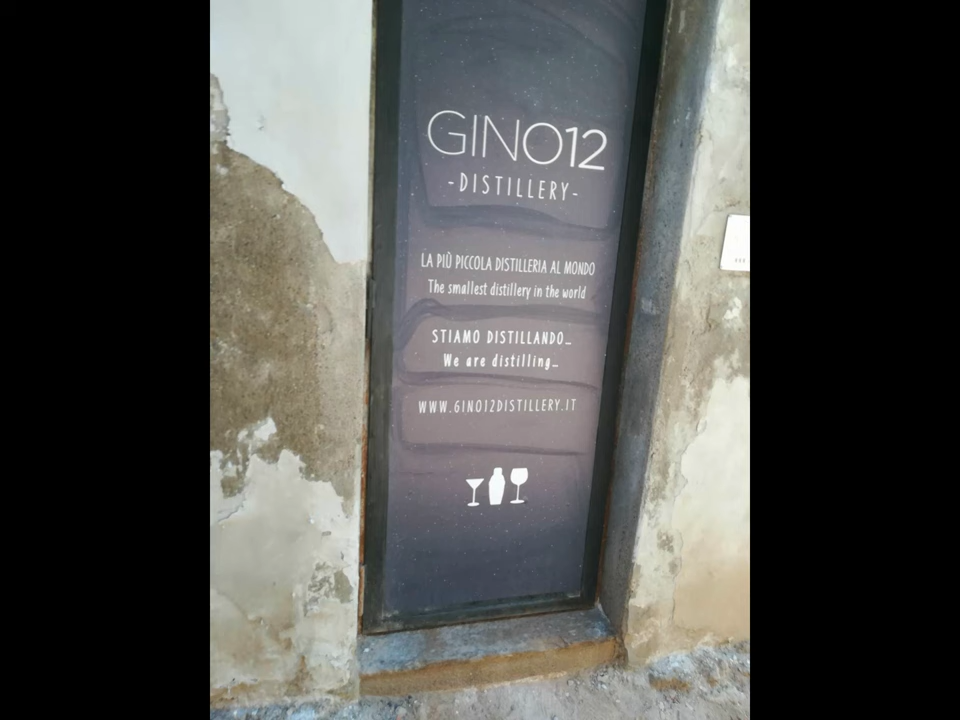 GINO12
-DISTILLERY-
LA PIÙ PICCOLA DISTILLERIA AL MONDO
The smallest distillery in the world
STIAMO DISTILLANDO...
We are distilling...
WWW.GINO12DISTILLERY.IT